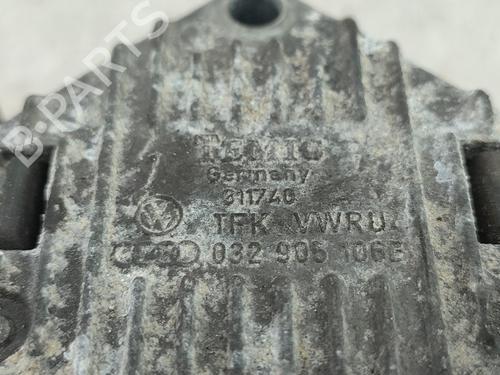 TEMIC
Germany
311740
TFK VWRU
032 905 106E
B-PARTS